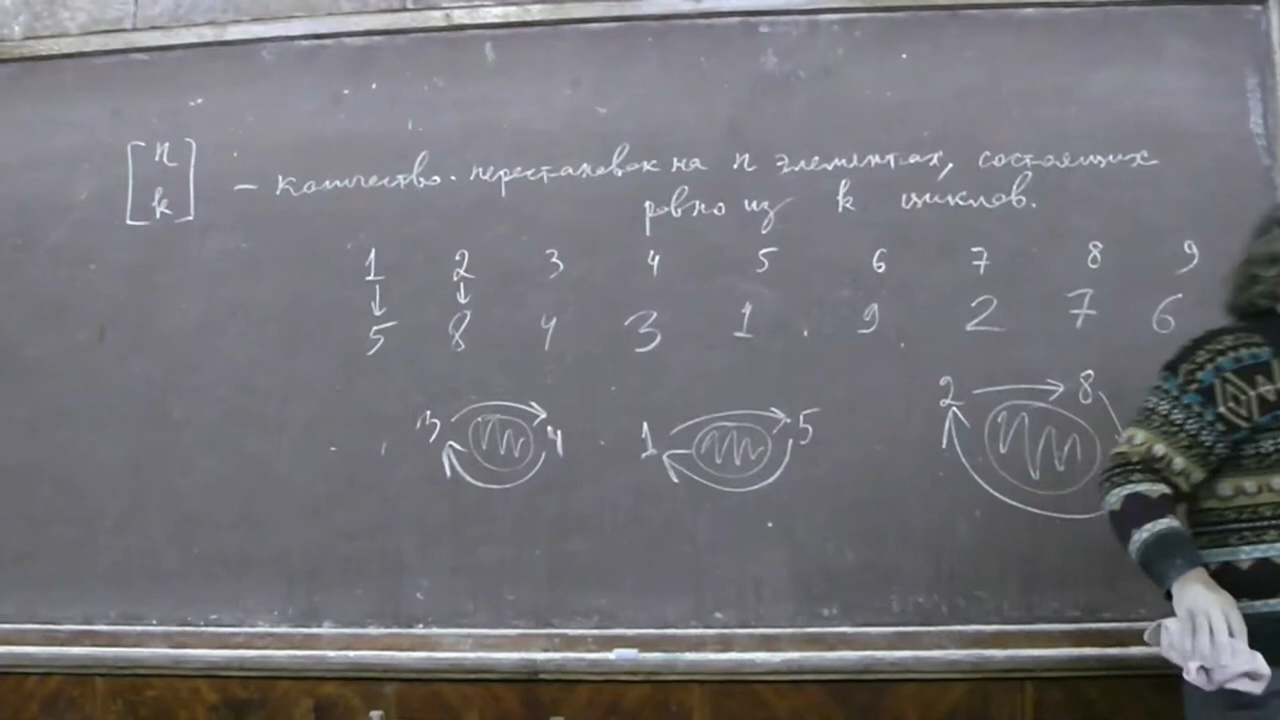 [n
k] – количество перестановок на n элементах, состоящих
ровно из k циклов.
1 2 3 4 5 6 7 8 9
↓ ↓
5 8 4 3 1 9 2 7 6
3 4 1 5 2 8